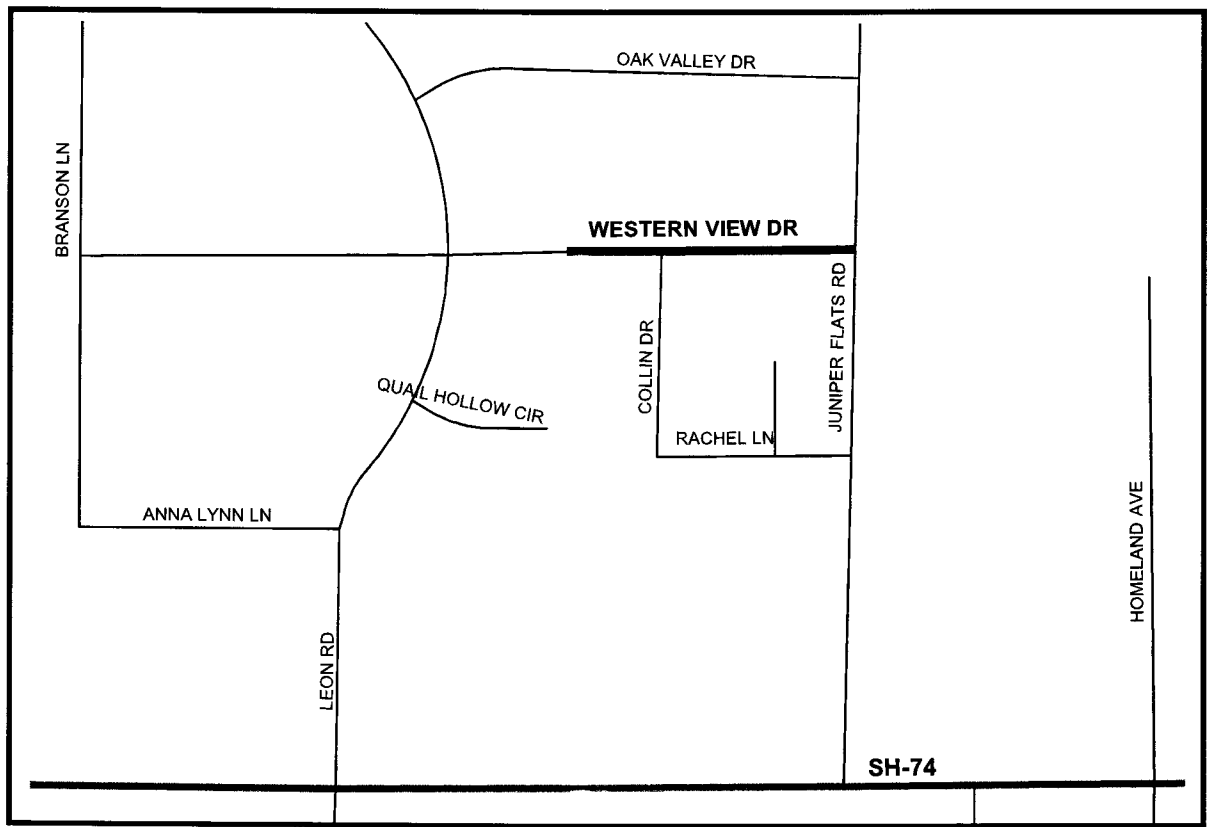 OAK VALLEY DR
BRANSON LN
WESTERN VIEW DR
JUNIPER FLATS RD
COLLIN DR
QUAIL HOLLOW CIR
RACHEL LN
HOMELAND AVE
ANNA LYNN LN
LEON RD
SH-74